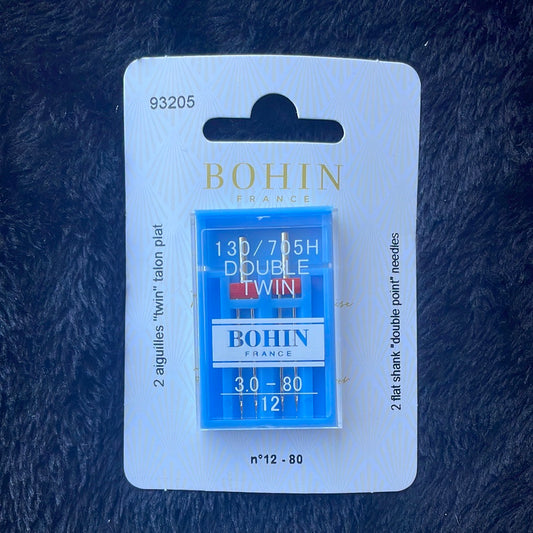 93205
BOHIN
FRANCE
2 aiguilles "twin" talon plat
130/705H
DOUBLE
TWIN
BOHIN
FRANCE
3.0 - 80
12
2 flat shank "double point" needles
n°12 - 80